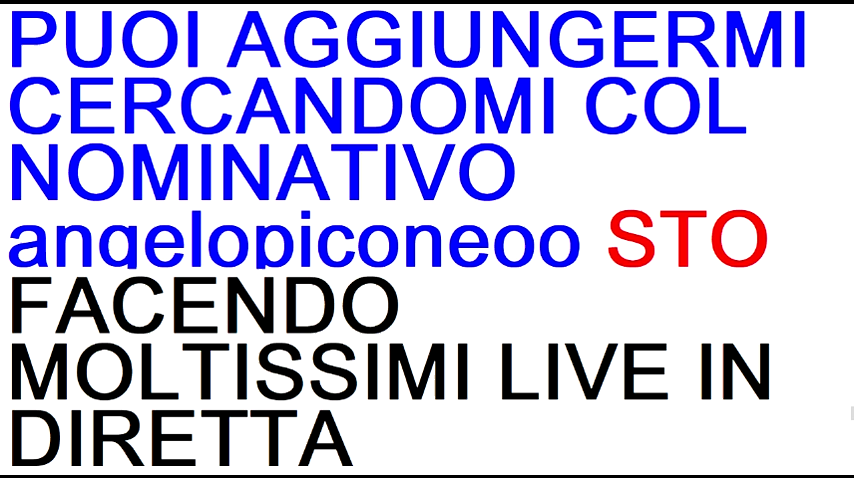 PUOI AGGIUNGERMI
CERCANDOMI COL
NOMINATIVO
angelopiconeoo STO
FACENDO
MOLTISSIMI LIVE IN
DIRETTA